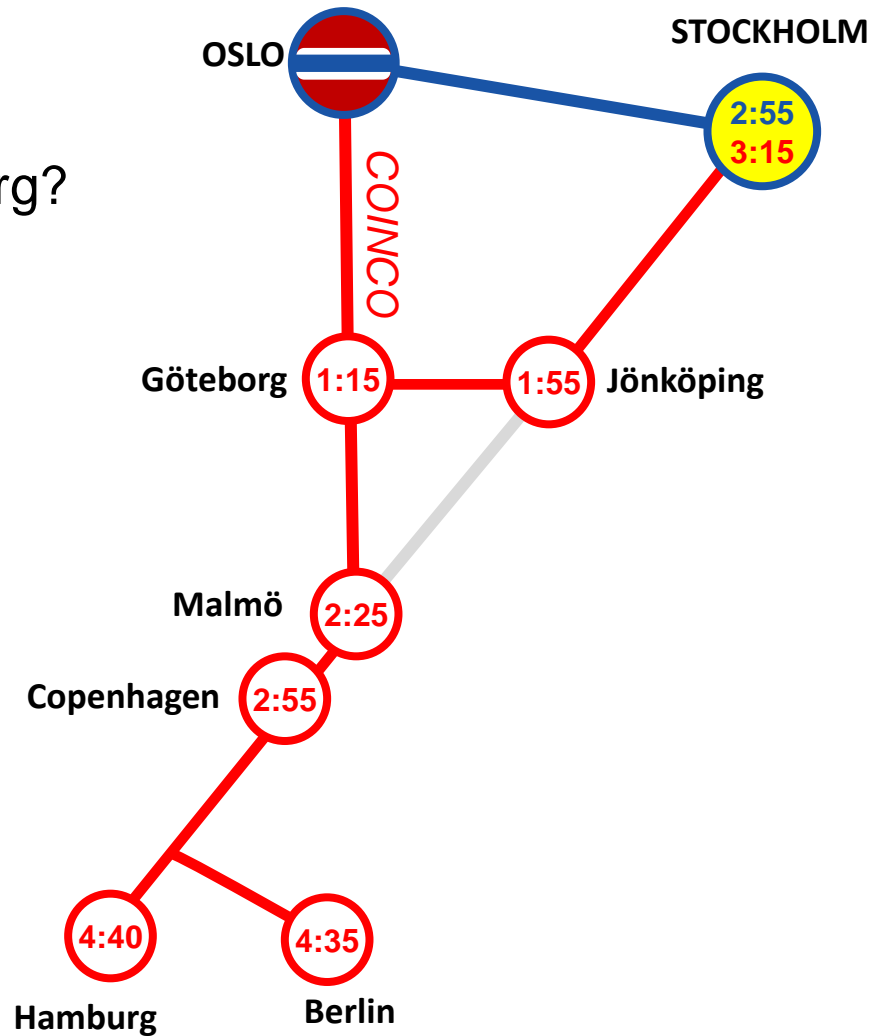 STOCKHOLM
OSLO
2:55
3:15
rg?
COINCO
Göteborg
1:15
1:55
Jönköping
Malmö
2:25
Copenhagen
2:55
4:40
4:35
Hamburg
Berlin